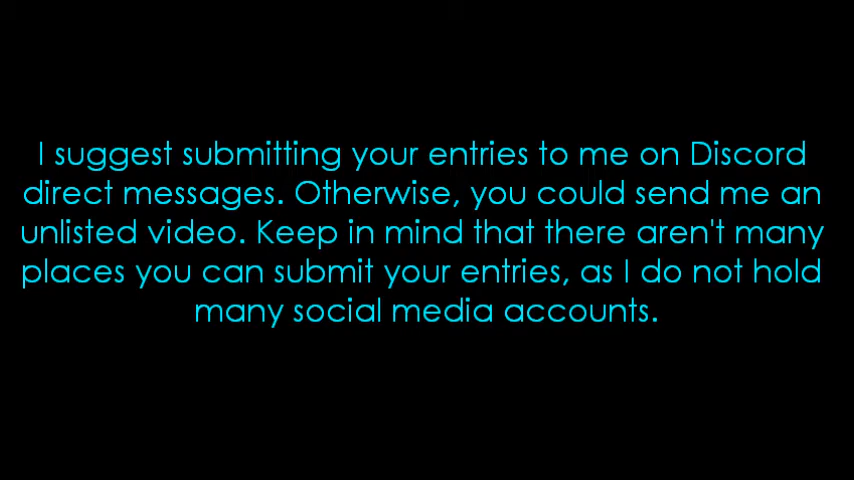 I suggest submitting your entries to me on Discord
direct messages. Otherwise, you could send me an
unlisted video. Keep in mind that there aren't many
places you can submit your entries, as I do not hold
many social media accounts.